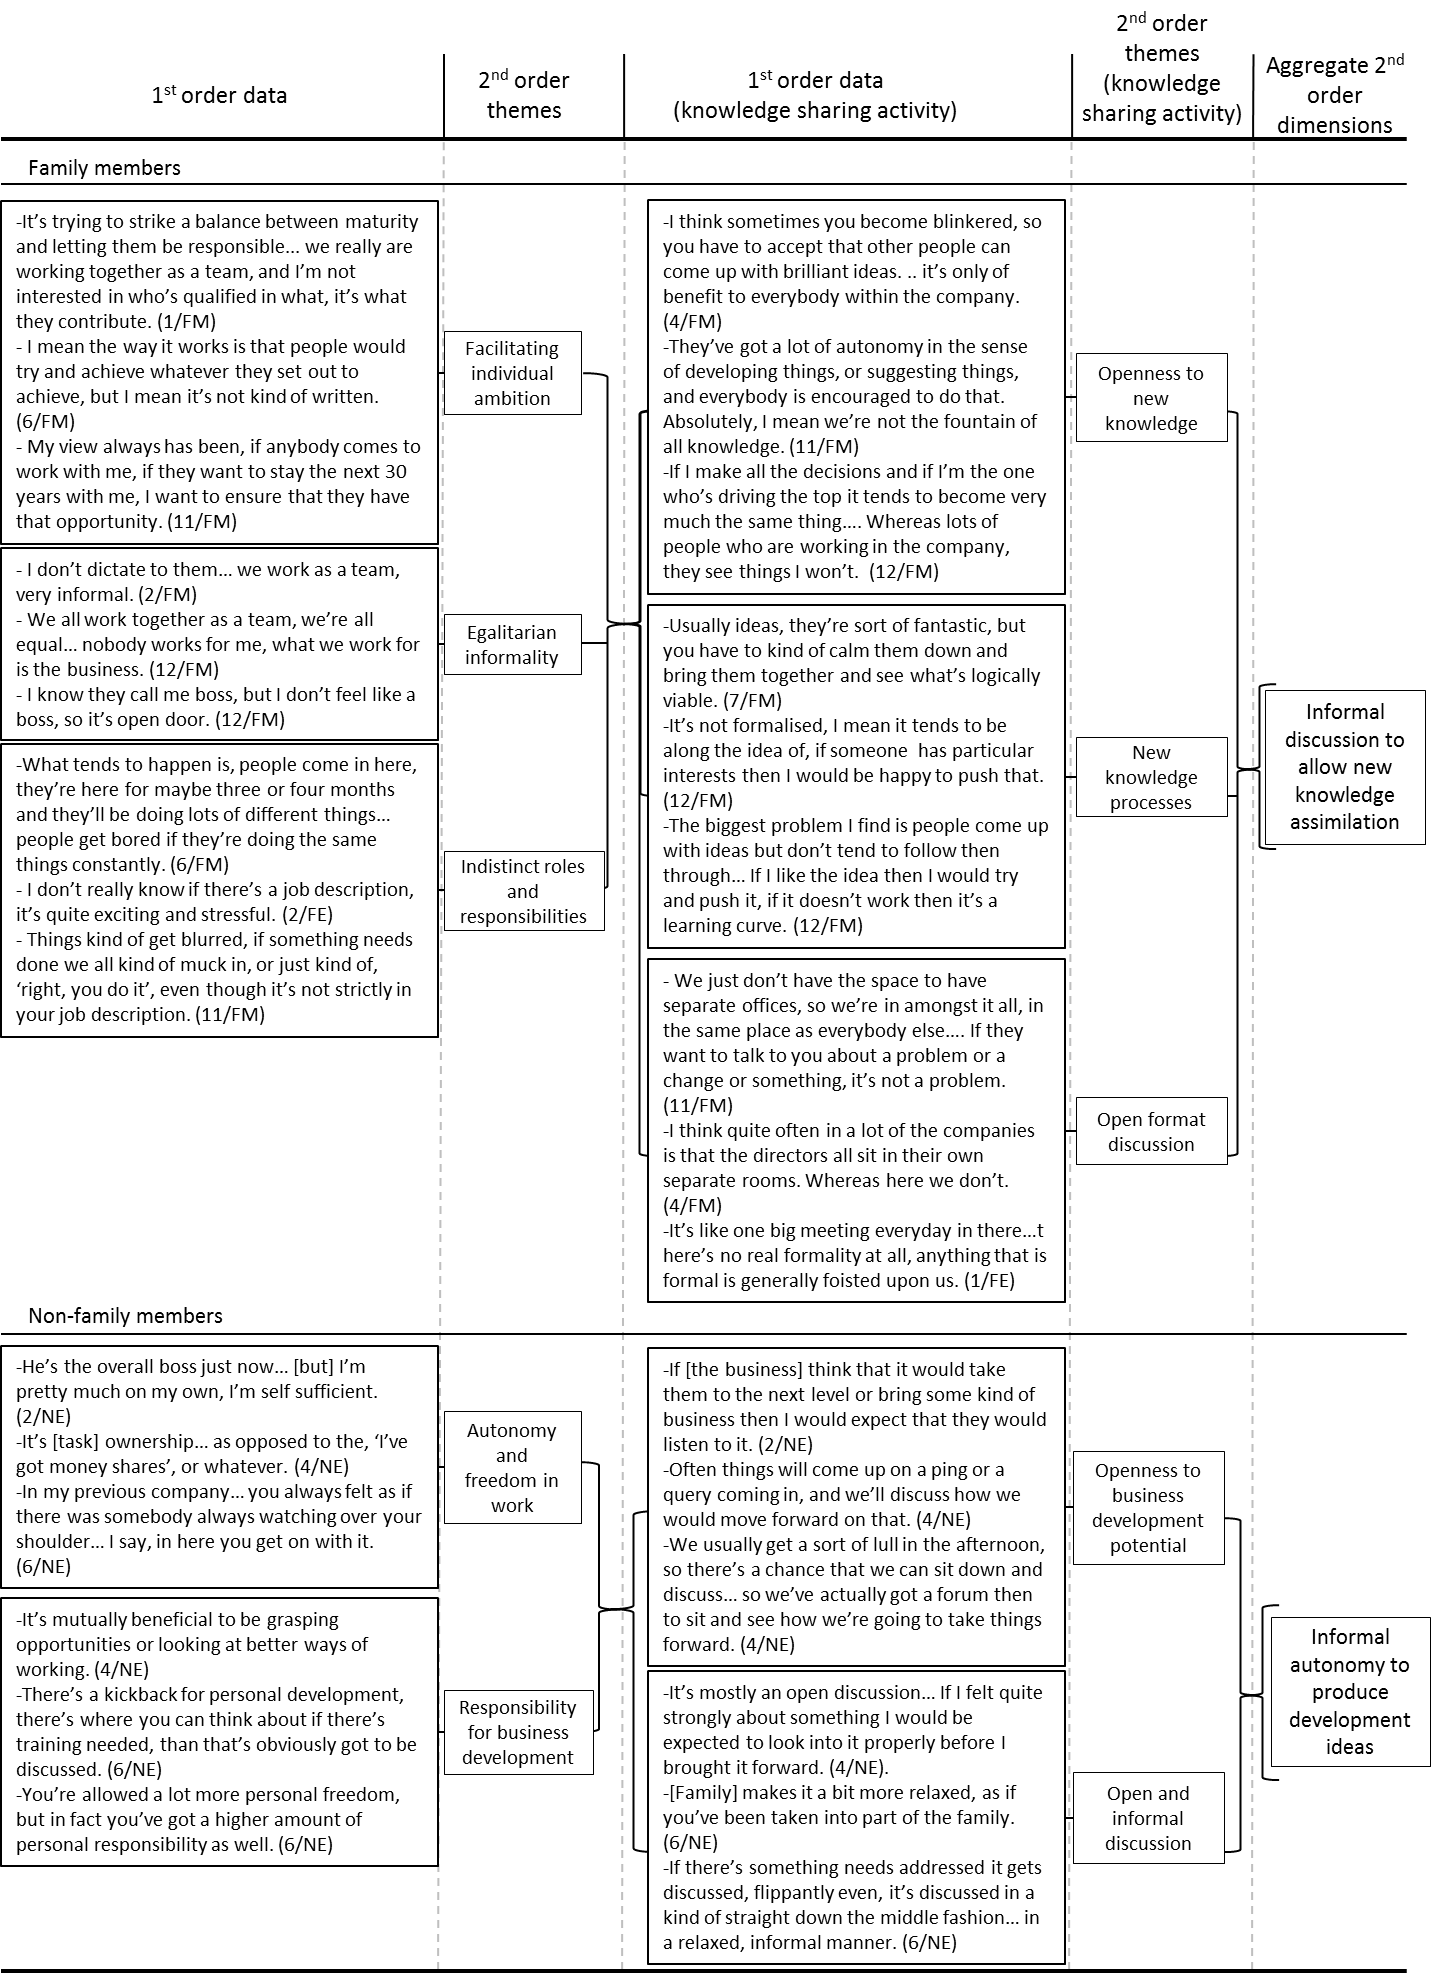 1st order data
2nd order
themes
1st order data
(knowledge sharing activity)
2nd order
themes
(knowledge
sharing activity)
Aggregate 2nd
order
dimensions
Family members
-It's trying to strike a balance between maturity
and letting them be responsible... we really are
working together as a team, and I'm not
interested in who's qualified in what, it's what
they contribute. (1/FM)
- I mean the way it works is that people would
try and achieve whatever they set out to
achieve, but I mean it's not kind of written.
(6/FM)
- My view always has been, if anybody comes to
work with me, if they want to stay the next 30
years with me, I want to ensure that they have
that opportunity. (11/FM)
Facilitating
individual
ambition
- I don't dictate to them... we work as a team,
very informal. (2/FM)
- We all work together as a team, we're all
equal... nobody works for me, what we work for
is the business. (12/FM)
- I know they call me boss, but I don't feel like a
boss, so it's open door. (12/FM)
Egalitarian
informality
-What tends to happen is, people come in here,
they're here for maybe three or four months
and they'll be doing lots of different things...
people get bored if they're doing the same
things constantly. (6/FM)
- I don't really know if there's a job description,
it's quite exciting and stressful. (2/FE)
- Things kind of get blurred, if something needs
done we all kind of muck in, or just kind of,
'right, you do it', even though it's not strictly in
your job description. (11/FM)
Indistinct roles
and
responsibilities
-I think sometimes you become blinkered, so
you have to accept that other people can
come up with brilliant ideas. .. it's only of
benefit to everybody within the company.
(4/FM)
-They've got a lot of autonomy in the sense
of developing things, or suggesting things,
and everybody is encouraged to do that.
Absolutely, I mean we're not the fountain of
all knowledge. (11/FM)
-If I make all the decisions and if I'm the one
who's driving the top it tends to become very
much the same thing.... Whereas lots of
people who are working in the company,
they see things I won't. (12/FM)
Openness to
new
knowledge
-Usually ideas, they're sort of fantastic, but
you have to kind of calm them down and
bring them together and see what's logically
viable. (7/FM)
-It's not formalised, I mean it tends to be
along the idea of, if someone has particular
interests then I would be happy to push that.
(12/FM)
-The biggest problem I find is people come up
with ideas but don't tend to follow then
through... If I like the idea then I would try
and push it, if it doesn't work then it's a
learning curve. (12/FM)
New
knowledge
processes
- We just don't have the space to have
separate offices, so we're in amongst it all, in
the same place as everybody else.... If they
want to talk to you about a problem or a
change or something, it's not a problem.
(11/FM)
-I think quite often in a lot of the companies
is that the directors all sit in their own
separate rooms. Whereas here we don't.
(4/FM)
-It's like one big meeting everyday in there...t
here's no real formality at all, anything that is
formal is generally foisted upon us. (1/FE)
Open format
discussion
Informal
discussion to
allow new
knowledge
assimilation
Non-family members
-He's the overall boss just now... [but] I'm
pretty much on my own, I'm self sufficient.
(2/NE)
-It's [task] ownership... as opposed to the, 'I've
got money shares', or whatever. (4/NE)
-In my previous company... you always felt as if
there was somebody always watching over your
shoulder... I say, in here you get on with it.
(6/NE)
Autonomy
and
freedom in
work
-It's mutually beneficial to be grasping
opportunities or looking at better ways of
working. (4/NE)
-There's a kickback for personal development,
there's where you can think about if there's
training needed, than that's obviously got to be
discussed. (6/NE)
-You're allowed a lot more personal freedom,
but in fact you've got a higher amount of
personal responsibility as well. (6/NE)
Responsibility
for business
development
-If [the business] think that it would take
them to the next level or bring some kind of
business then I would expect that they would
listen to it. (2/NE)
-Often things will come up on a ping or a
query coming in, and we'll discuss how we
would move forward on that. (4/NE)
-We usually get a sort of lull in the afternoon,
so there's a chance that we can sit down and
discuss... so we've actually got a forum then
to sit and see how we're going to take things
forward. (4/NE)
Openness to
business
development
potential
-It's mostly an open discussion... If I felt quite
strongly about something I would be
expected to look into it properly before I
brought it forward. (4/NE).
-[Family] makes it a bit more relaxed, as if
you've been taken into part of the family.
(6/NE)
-If there's something needs addressed it gets
discussed, flippantly even, it's discussed in a
kind of straight down the middle fashion... in
a relaxed, informal manner. (6/NE)
Open and
informal
discussion
Informal
autonomy to
produce
development
ideas